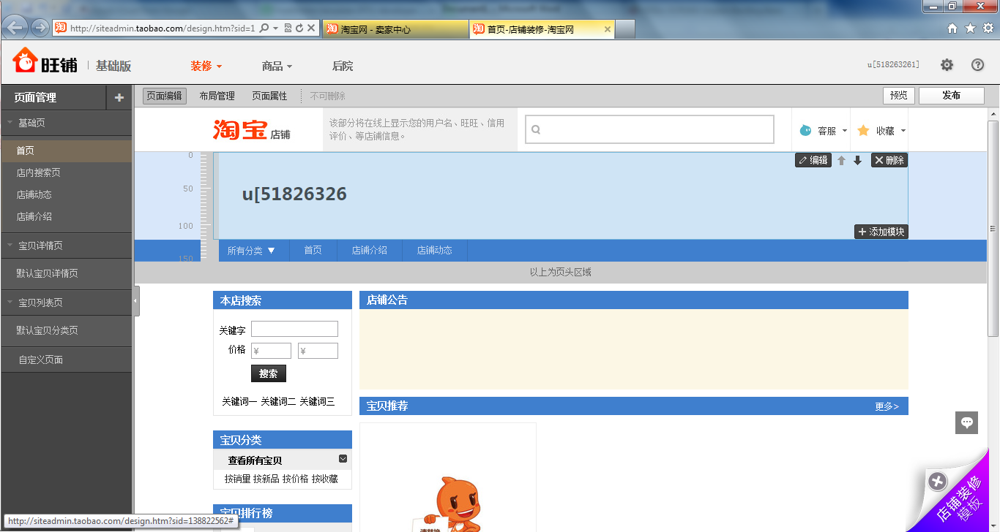 http://siteadmin.taobao.com/design.htm?sid=1
淘宝网 - 卖家中心
首页-店铺装修-淘宝网
旺铺 基础版 装修 商品 后院 u[518263261]
页面管理 + 页面编辑 布局管理 页面属性 不可删除 预览 发布
基础页
首页
店内搜索页
店铺动态
店铺介绍
宝贝详情页
默认宝贝详情页
宝贝列表页
默认宝贝分类页
自定义页面
淘宝店铺
该部分将在线上显示您的用户名、旺旺、信用
评价、等店铺信息。
客服 收藏
0
50
100
150
编辑 删除
u[51826326
添加模块
所有分类 首页 店铺介绍 店铺动态
以上为页头区域
本店搜索
关键字
价格 ¥ ¥
搜索
关键词一 关键词二 关键词三
店铺公告
宝贝推荐 更多>
宝贝分类
查看所有宝贝
按销量 按新品 按价格 按收藏
宝贝排行榜
店铺装修
模板
http://siteadmin.taobao.com/design.htm?sid=138822562#